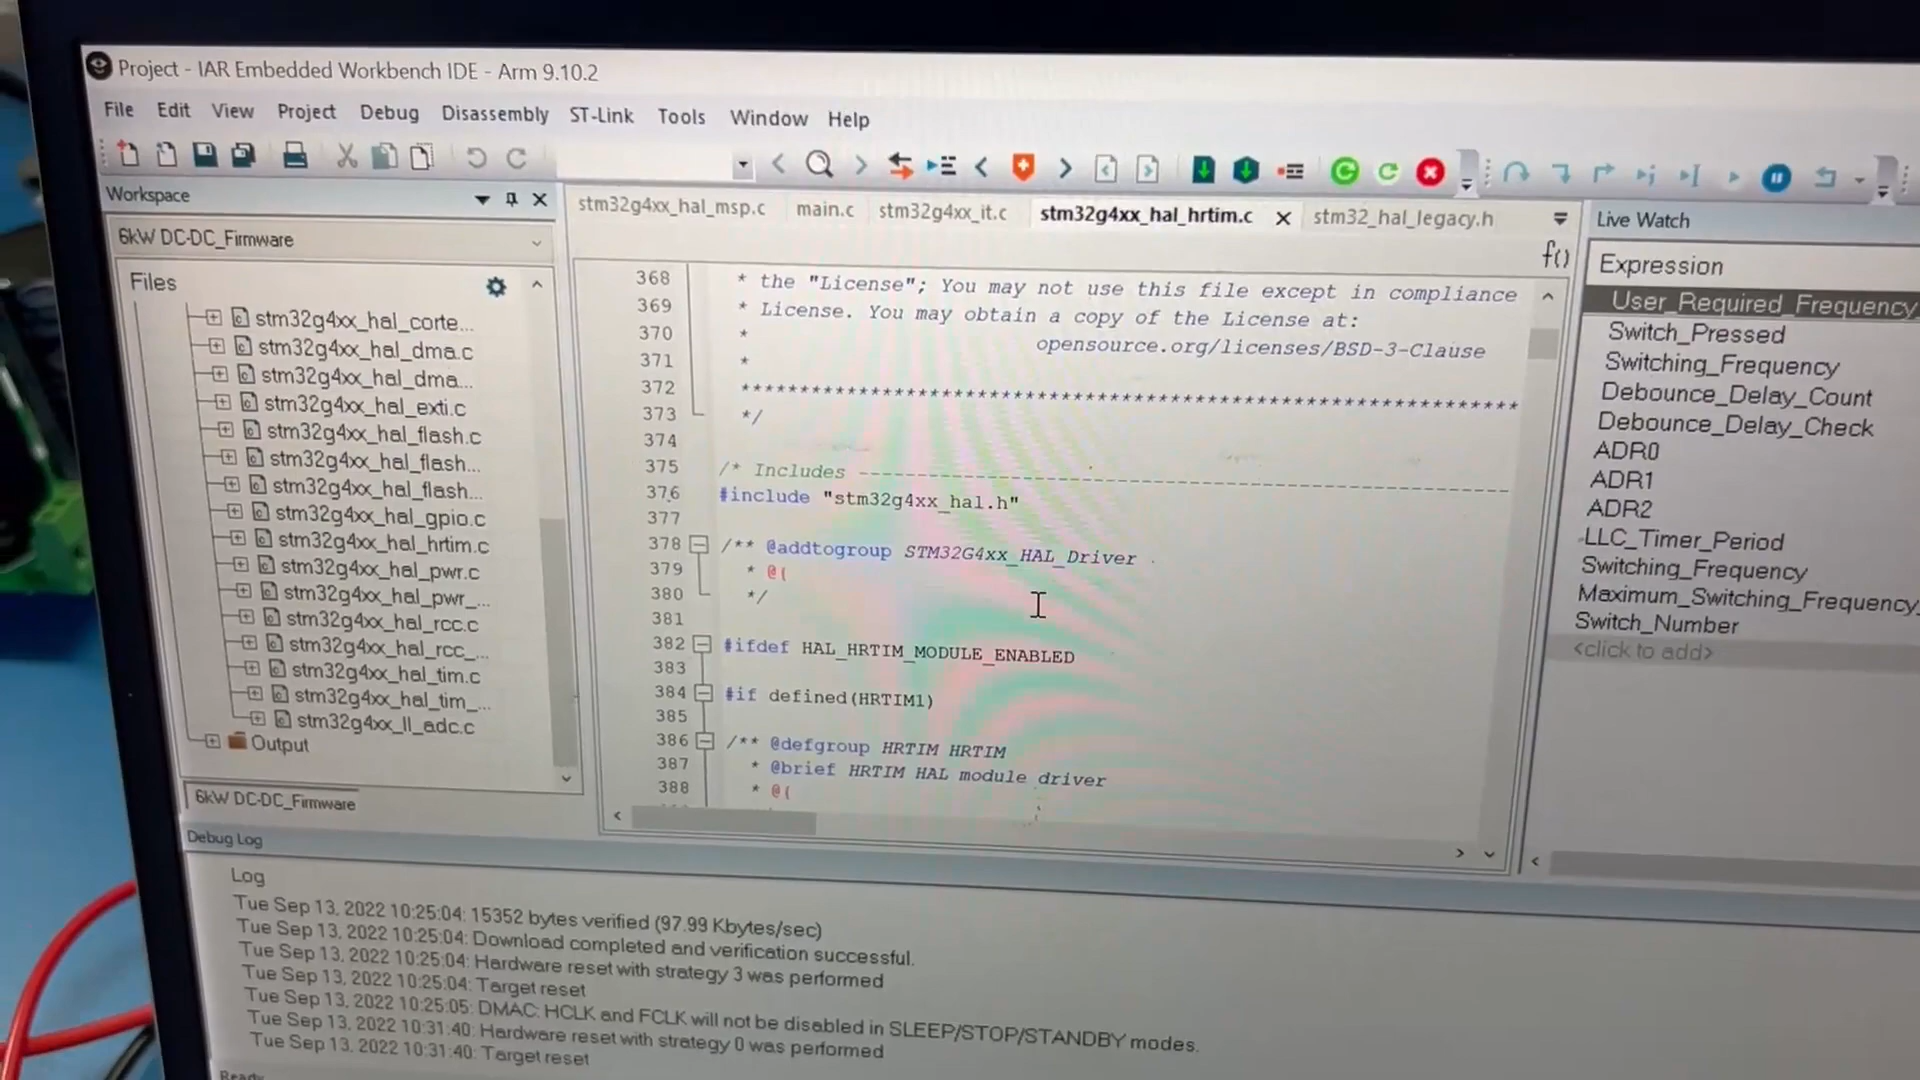 Project - IAR Embedded Workbench IDE - Arm 9.10.2
File Edit View Project Debug Disassembly ST-Link Tools Window Help
Workspace
6kW DC-DC_Firmware
Files
stm32g4xx_hal_corte...
stm32g4xx_hal_dma.c
stm32g4xx_hal_dma...
stm32g4xx_hal_exti.c
stm32g4xx_hal_flash.c
stm32g4xx_hal_flash...
stm32g4xx_hal_flash...
stm32g4xx_hal_gpio.c
stm32g4xx_hal_hrtim.c
stm32g4xx_hal_pwr.c
stm32g4xx_hal_pwr_...
stm32g4xx_hal_rcc.c
stm32g4xx_hal_rcc_...
stm32g4xx_hal_tim.c
stm32g4xx_hal_tim_...
stm32g4xx_ll_adc.c
Output
6kW DC-DC_Firmware
stm32g4xx_hal_msp.c main.c stm32g4xx_it.c stm32g4xx_hal_hrtim.c stm32_hal_legacy.h
f()
368 * the "License"; You may not use this file except in compliance
369 * License. You may obtain a copy of the License at:
370 * opensource.org/licenses/BSD-3-Clause
371 *
372 ******************************************************************
373 */
374
375 /* Includes ------------------------------------------------------------------
376 #include "stm32g4xx_hal.h"
377
378 /** @addtogroup STM32G4xx_HAL_Driver
379 * @{
380 */
381
382 #ifdef HAL_HRTIM_MODULE_ENABLED
383
384 #if defined(HRTIM1)
385
386 /** @defgroup HRTIM HRTIM
387 * @brief HRTIM HAL module driver
388 * @{
Live Watch
Expression
User_Required_Frequency
Switch_Pressed
Switching_Frequency
Debounce_Delay_Count
Debounce_Delay_Check
ADR0
ADR1
ADR2
LLC_Timer_Period
Switching_Frequency
Maximum_Switching_Frequency_
Switch_Number
<click to add>
Debug Log
Log
Tue Sep 13, 2022 10:25:04: 15352 bytes verified (97.99 Kbytes/sec)
Tue Sep 13, 2022 10:25:04: Download completed and verification successful.
Tue Sep 13, 2022 10:25:04: Hardware reset with strategy 3 was performed
Tue Sep 13, 2022 10:25:04: Target reset
Tue Sep 13, 2022 10:25:05: DMAC: HCLK and FCLK will not be disabled in SLEEP/STOP/STANDBY modes.
Tue Sep 13, 2022 10:31:40: Hardware reset with strategy 0 was performed
Tue Sep 13, 2022 10:31:40: Target reset
Ready